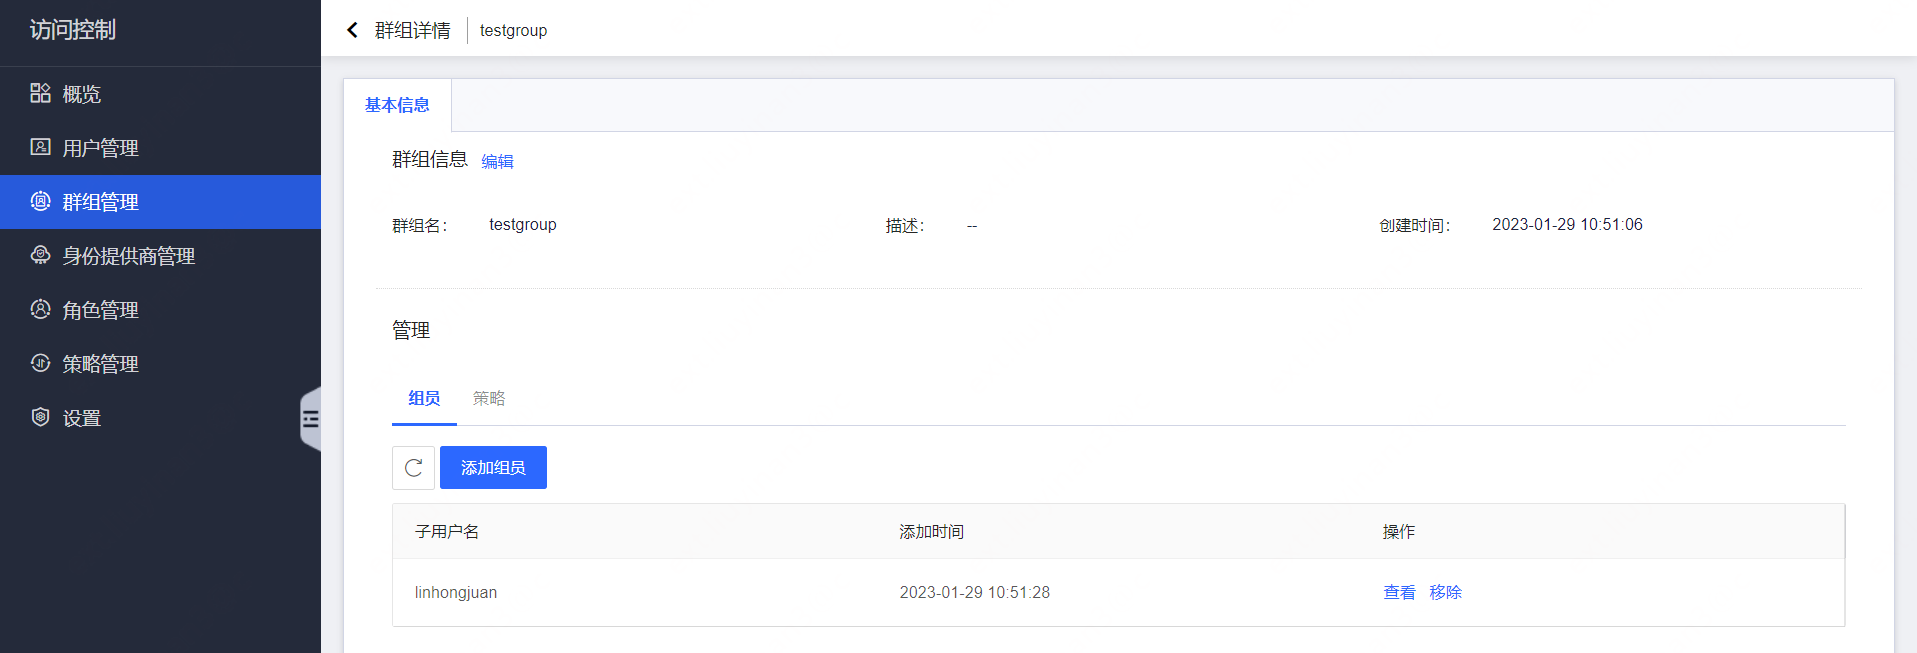 访问控制
概览
用户管理
群组管理
身份提供商管理
角色管理
策略管理
设置
群组详情 testgroup
基本信息
群组信息 编辑
群组名： testgroup 描述： -- 创建时间： 2023-01-29 10:51:06
管理
组员 策略
添加组员
子用户名 添加时间 操作
linhongjuan 2023-01-29 10:51:28 查看 移除